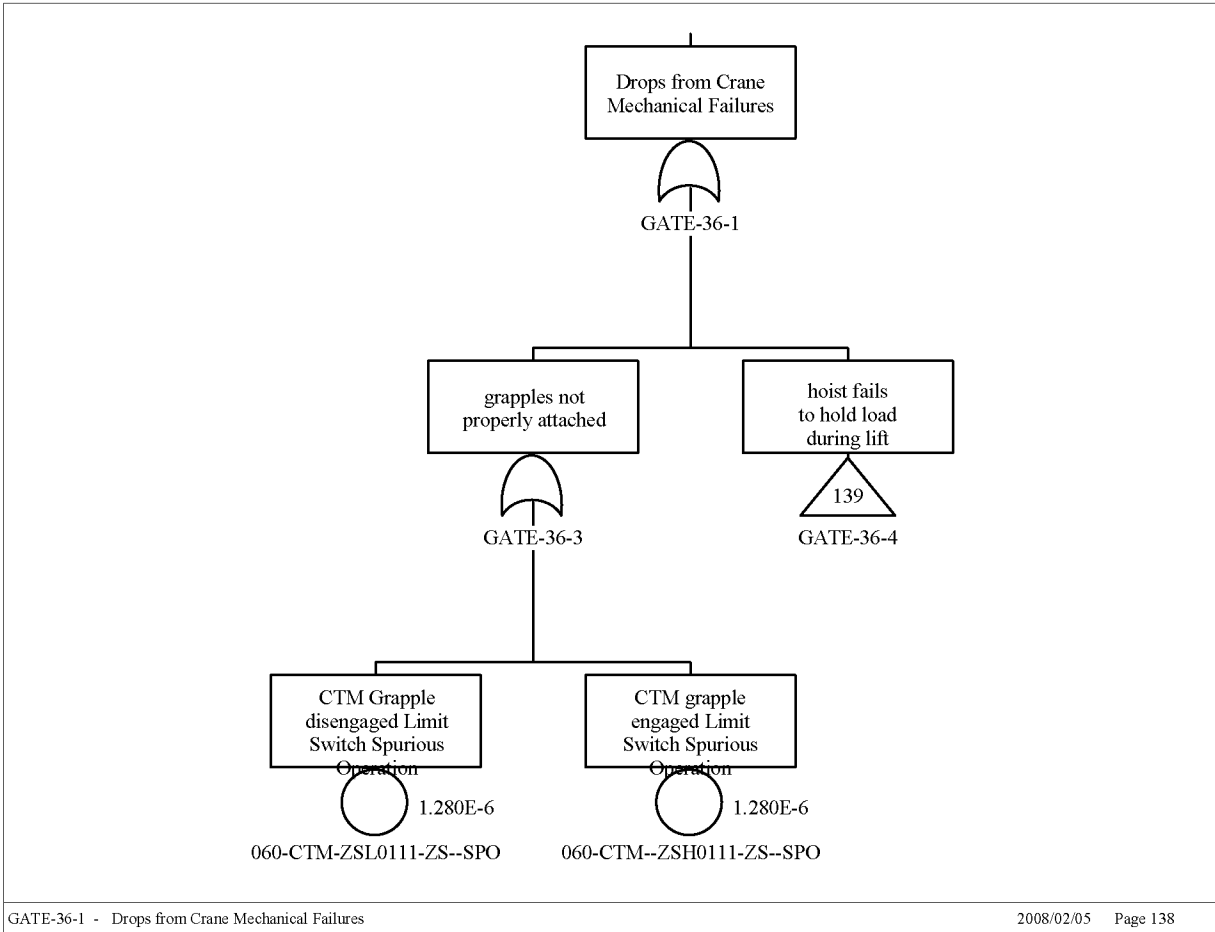 Drops from Crane
Mechanical Failures
GATE-36-1
grapples not
properly attached
GATE-36-3
hoist fails
to hold load
during lift
139
GATE-36-4
CTM Grapple
disengaged Limit
Switch Spurious
Operation
1.280E-6
060-CTM-ZSL0111-ZS--SPO
CTM grapple
engaged Limit
Switch Spurious
Operation
1.280E-6
060-CTM--ZSH0111-ZS--SPO
GATE-36-1 - Drops from Crane Mechanical Failures
2008/02/05 Page 138